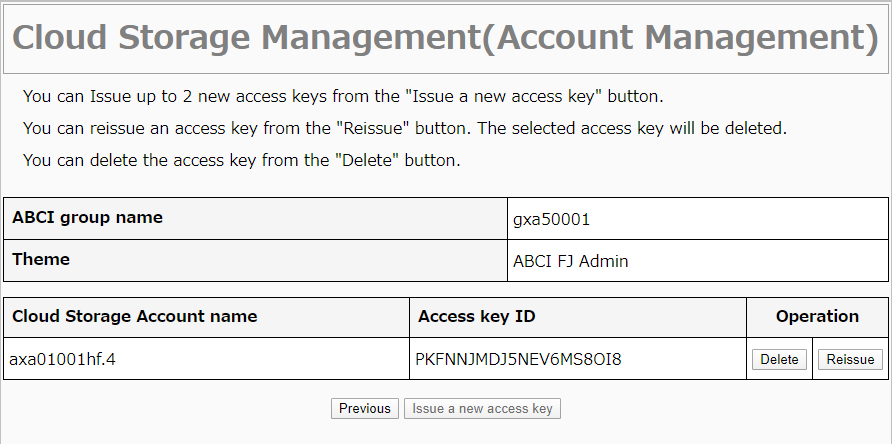 Cloud Storage Management(Account Management)
You can Issue up to 2 new access keys from the "Issue a new access key" button.
You can reissue an access key from the "Reissue" button. The selected access key will be deleted.
You can delete the access key from the "Delete" button.
ABCI group name gxa50001
Theme ABCI FJ Admin
Cloud Storage Account name Access key ID Operation
axa01001hf.4 PKFNNJMDJ5NEV6MS8OI8 Delete Reissue
Previous Issue a new access key